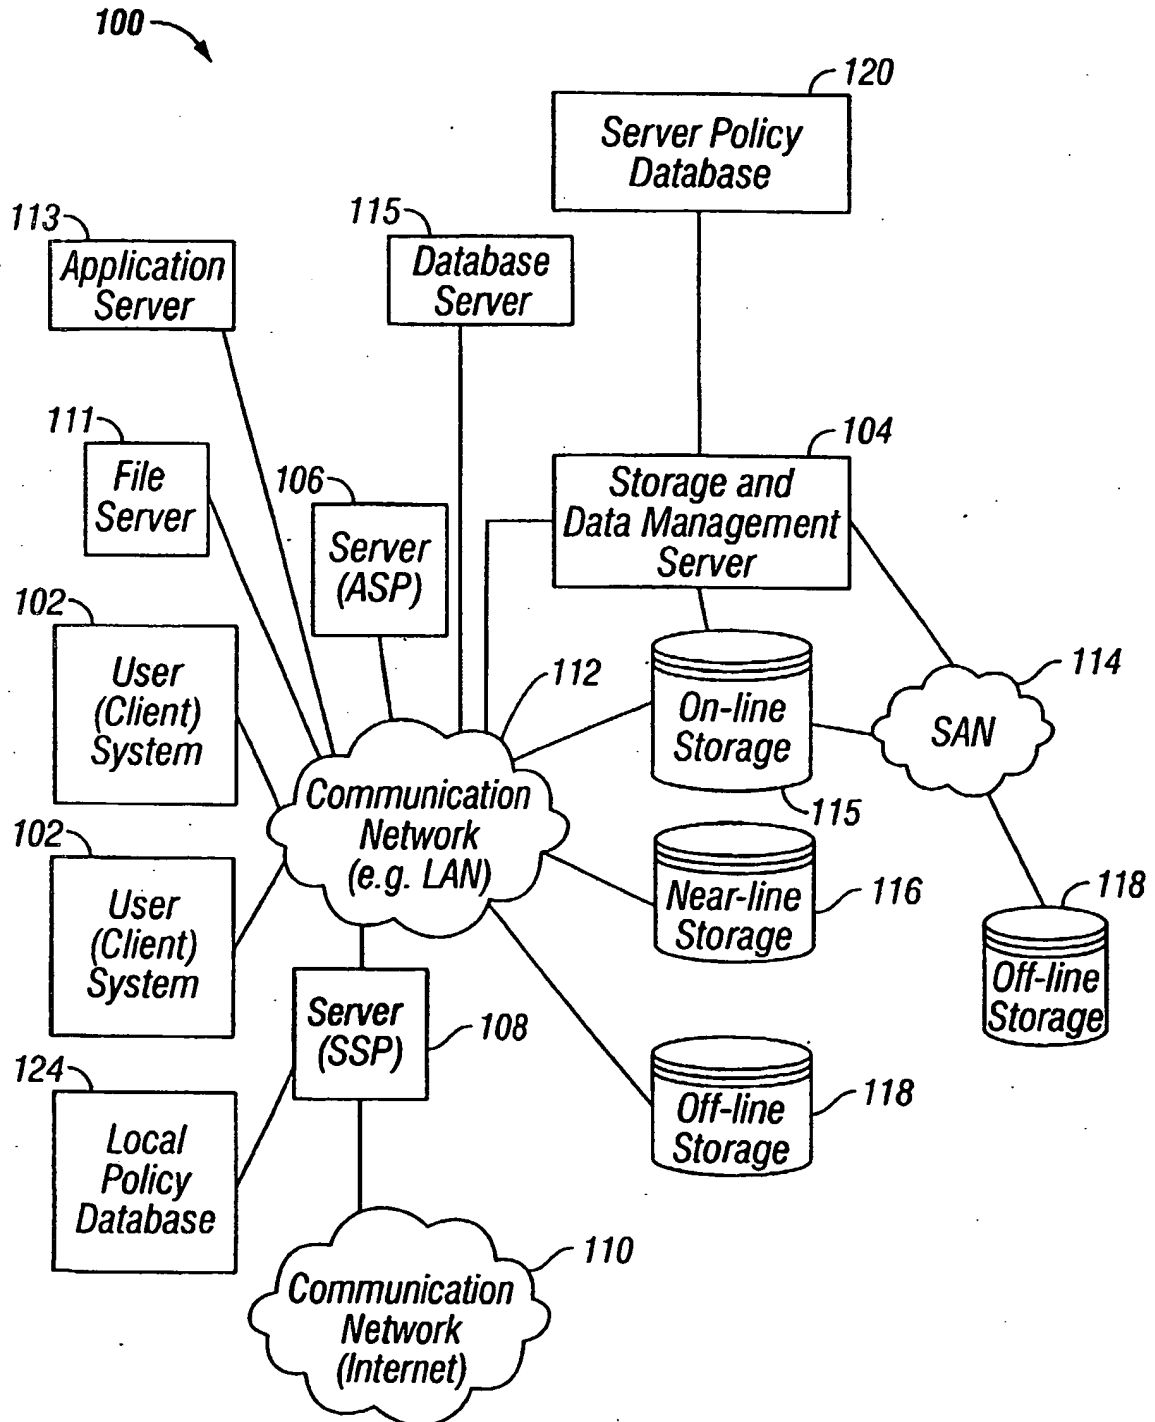 100
120
Server Policy
Database
113
Application
Server
115
Database
Server
111
File
Server
106
Server
(ASP)
104
Storage and
Data Management
Server
102
User
(Client)
System
112
On-line
Storage
115
114
SAN
Communication
Network
(e.g. LAN)
102
User
(Client)
System
Near-line
Storage
116
118
Off-line
Storage
Server
(SSP)
108
124
Local
Policy
Database
Off-line
Storage
118
110
Communication
Network
(Internet)